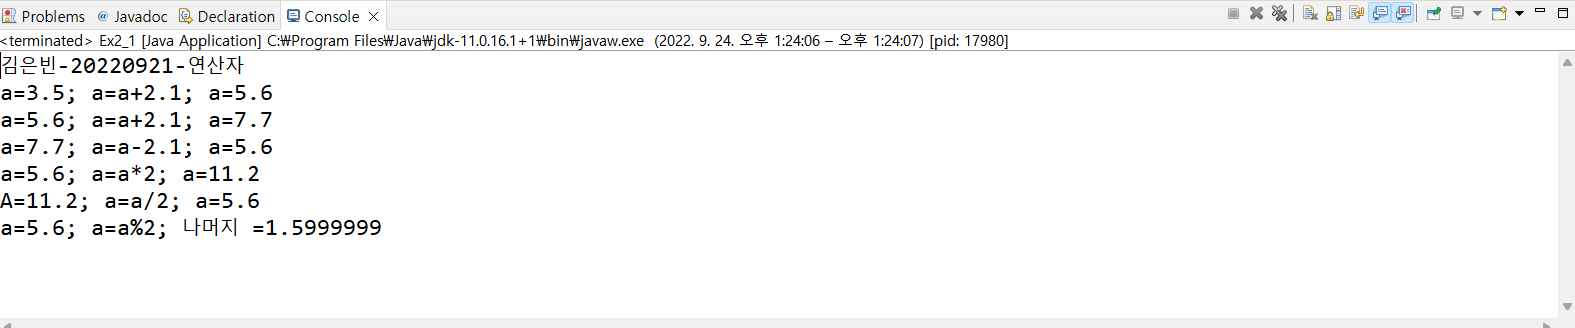 Problems @ Javadoc Declaration Console
<terminated> Ex2_1 [Java Application] C:₩Program Files₩Java₩jdk-11.0.16.1+1₩bin₩javaw.exe (2022. 9. 24. 오후 1:24:06 – 오후 1:24:07) [pid: 17980]
김은빈-20220921-연산자
a=3.5; a=a+2.1; a=5.6
a=5.6; a=a+2.1; a=7.7
a=7.7; a=a-2.1; a=5.6
a=5.6; a=a*2; a=11.2
A=11.2; a=a/2; a=5.6
a=5.6; a=a%2; 나머지 =1.5999999